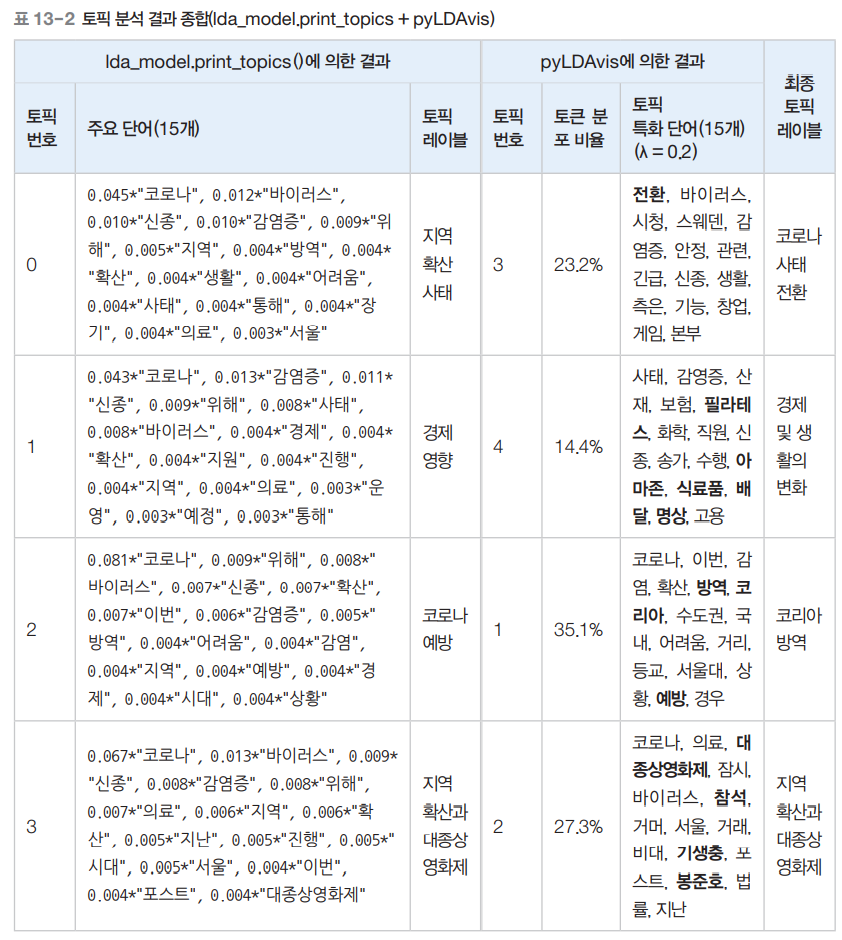 표 13-2 토픽 분석 결과 종합(lda_model.print_topics + pyLDAvis)
lda_model.print_topics()에 의한 결과
pyLDAvis에 의한 결과
최종
토픽
레이블
토픽
번호
주요 단어(15개)
토픽
레이블
토픽
번호
토큰 분
포 비율
토픽
특화 단어(15개)
(λ = 0.2)
0
0.045*"코로나", 0.012*"바이러스",
0.010*"신종", 0.010*"감염증", 0.009*"위
해", 0.005*"지역", 0.004*"방역", 0.004*
"확산", 0.004*"생활", 0.004*"어려움",
0.004*"사태", 0.004*"통해", 0.004*"장
기", 0.004*"의료", 0.003*"서울"
지역
확산
사태
3
23.2%
전환, 바이러스,
시청, 스웨덴, 감
염증, 안정, 관련,
긴급, 신종, 생활,
측은, 기능, 창업,
게임, 본부
코로나
사태
전환
1
0.043*"코로나", 0.013*"감염증", 0.011*
"신종", 0.009*"위해", 0.008*"사태",
0.008*"바이러스", 0.004*"경제", 0.004*
"확산", 0.004*"지원", 0.004*"진행",
0.004*"지역", 0.004*"의료", 0.003*"운
영", 0.003*"예정", 0.003*"통해"
경제
영향
4
14.4%
사태, 감영증, 산
재, 보험, 필라테
스, 화학, 직원, 신
종, 송가, 수행, 아
마존, 식료품, 배
달, 명상, 고용
경제
및 생
활의
변화
2
0.081*"코로나", 0.009*"위해", 0.008*"
바이러스", 0.007*"신종", 0.007*"확산",
0.007*"이번", 0.006*"감염증", 0.005*"
방역", 0.004*"어려움", 0.004*"감염",
0.004*"지역", 0.004*"예방", 0.004*"경
제", 0.004*"시대", 0.004*"상황"
코로나
예방
1
35.1%
코로나, 이번, 감
염, 확산, 방역, 코
리아, 수도권, 국
내, 어려움, 거리,
등교, 서울대, 상
황, 예방, 경우
코리아
방역
3
0.067*"코로나", 0.013*"바이러스", 0.009*
"신종", 0.008*"감염증", 0.008*"위해",
0.007*"의료", 0.006*"지역", 0.006*"확
산", 0.005*"지난", 0.005*"진행", 0.005*"
시대", 0.005*"서울", 0.004*"이번",
0.004*"포스트", 0.004*"대종상영화제"
지역
확산과
대종상
영화제
2
27.3%
코로나, 의료, 대
종상영화제, 잠시,
바이러스, 참석,
거머, 서울, 거래,
비대, 기생충, 포
스트, 봉준호, 법
률, 지난
지역
확산과
대종상
영화제